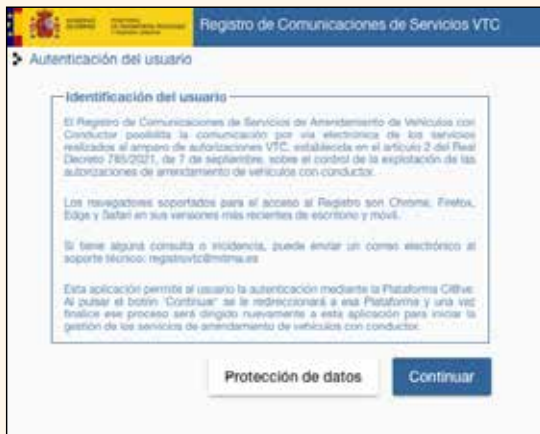 Registro de Comunicaciones de Servicios VTC
Autenticación del usuario
Identificación del usuario
El Registro de Comunicaciones de Servicios de Arrendamiento de Vehículos con
Conductor posibilita la comunicación por vía electrónica de los servicios
realizados al amparo de autorizaciones VTC, establecida en el artículo 2 del Real
Decreto 785/2021, de 7 de septiembre, sobre el control de la explotación de las
autorizaciones de arrendamiento de vehículos con conductor.
Los navegadores soportados para el acceso al Registro son Chrome, Firefox,
Edge y Safari en sus versiones más recientes de escritorio y móvil.
Si tiene alguna consulta o incidencia, puede enviar un correo electrónico al
soporte técnico: registrovtc@mitma.es
Esta aplicación permite al usuario la autenticación mediante la Plataforma Cl@ve.
Al pulsar el botón "Continuar" se le redireccionará a esa Plataforma y una vez
finalice ese proceso será dirigido nuevamente a esta aplicación para iniciar la
gestión de los servicios de arrendamiento de vehículos con conductor.
Protección de datos
Continuar